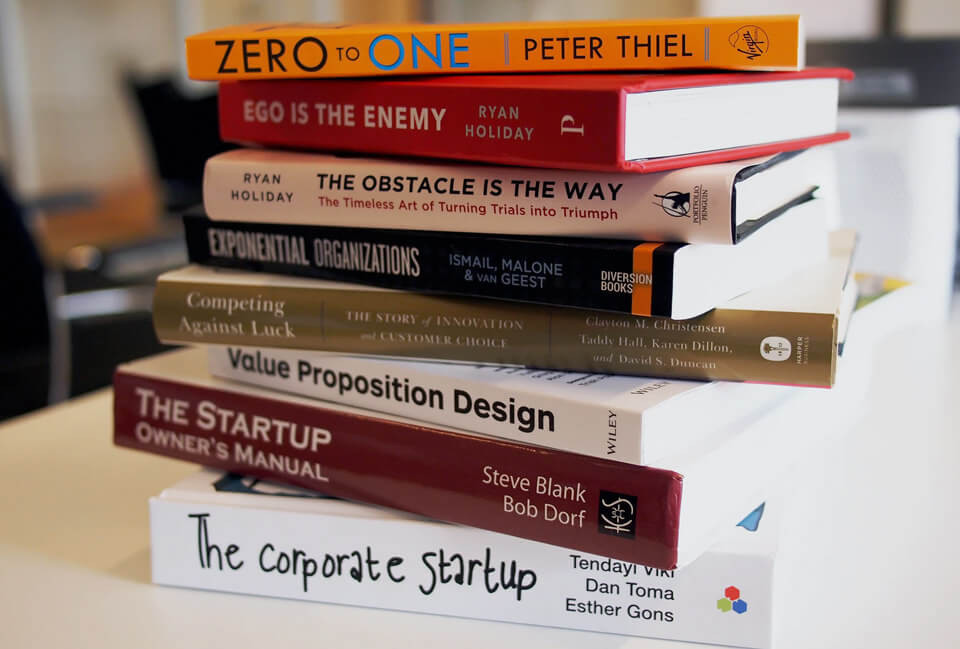 ZERO TO ONE | PETER THIEL | Virgin
EGO IS THE ENEMY RYAN HOLIDAY P
RYAN HOLIDAY THE OBSTACLE IS THE WAY
The Timeless Art of Turning Trials into Triumph
PORTFOLIO PENGUIN
EXPONENTIAL ORGANIZATIONS
ISMAIL, MALONE
& VAN GEEST
DIVERSION
BOOKS
Competing
Against Luck
THE STORY of INNOVATION
and CUSTOMER CHOICE
Clayton M. Christensen
Taddy Hall, Karen Dillon,
and David S. Duncan
HARPER
BUSINESS
Value Proposition Design
WILEY
WILEY
THE STARTUP
OWNER'S MANUAL
Steve Blank
Bob Dorf
The corporate startup
Tendayi Viki
Dan Toma
Esther Gons